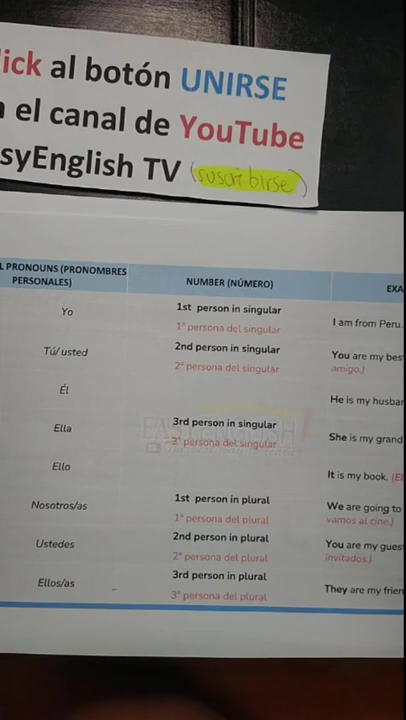 ick al botón UNIRSE
n el canal de YouTube
syEnglish TV (suscribirse)
L PRONOUNS (PRONOMBRES PERSONALES) NUMBER (NÚMERO) EXA
Yo 1st person in singular I am from Peru.
1° persona del singular
Tú/ usted 2nd person in singular You are my bes
2° persona del singular amigo.)
Él He is my husbar
Ella 3rd person in singular She is my grand
3° persona del singular
Ello It is my book. (El
Nosotros/as 1st person in plural We are going to
1° persona del plural vamos al cine.)
Ustedes 2nd person in plural You are my gues
2° persona del plural invitados.)
Ellos/as 3rd person in plural They are my frien
3° persona del plural